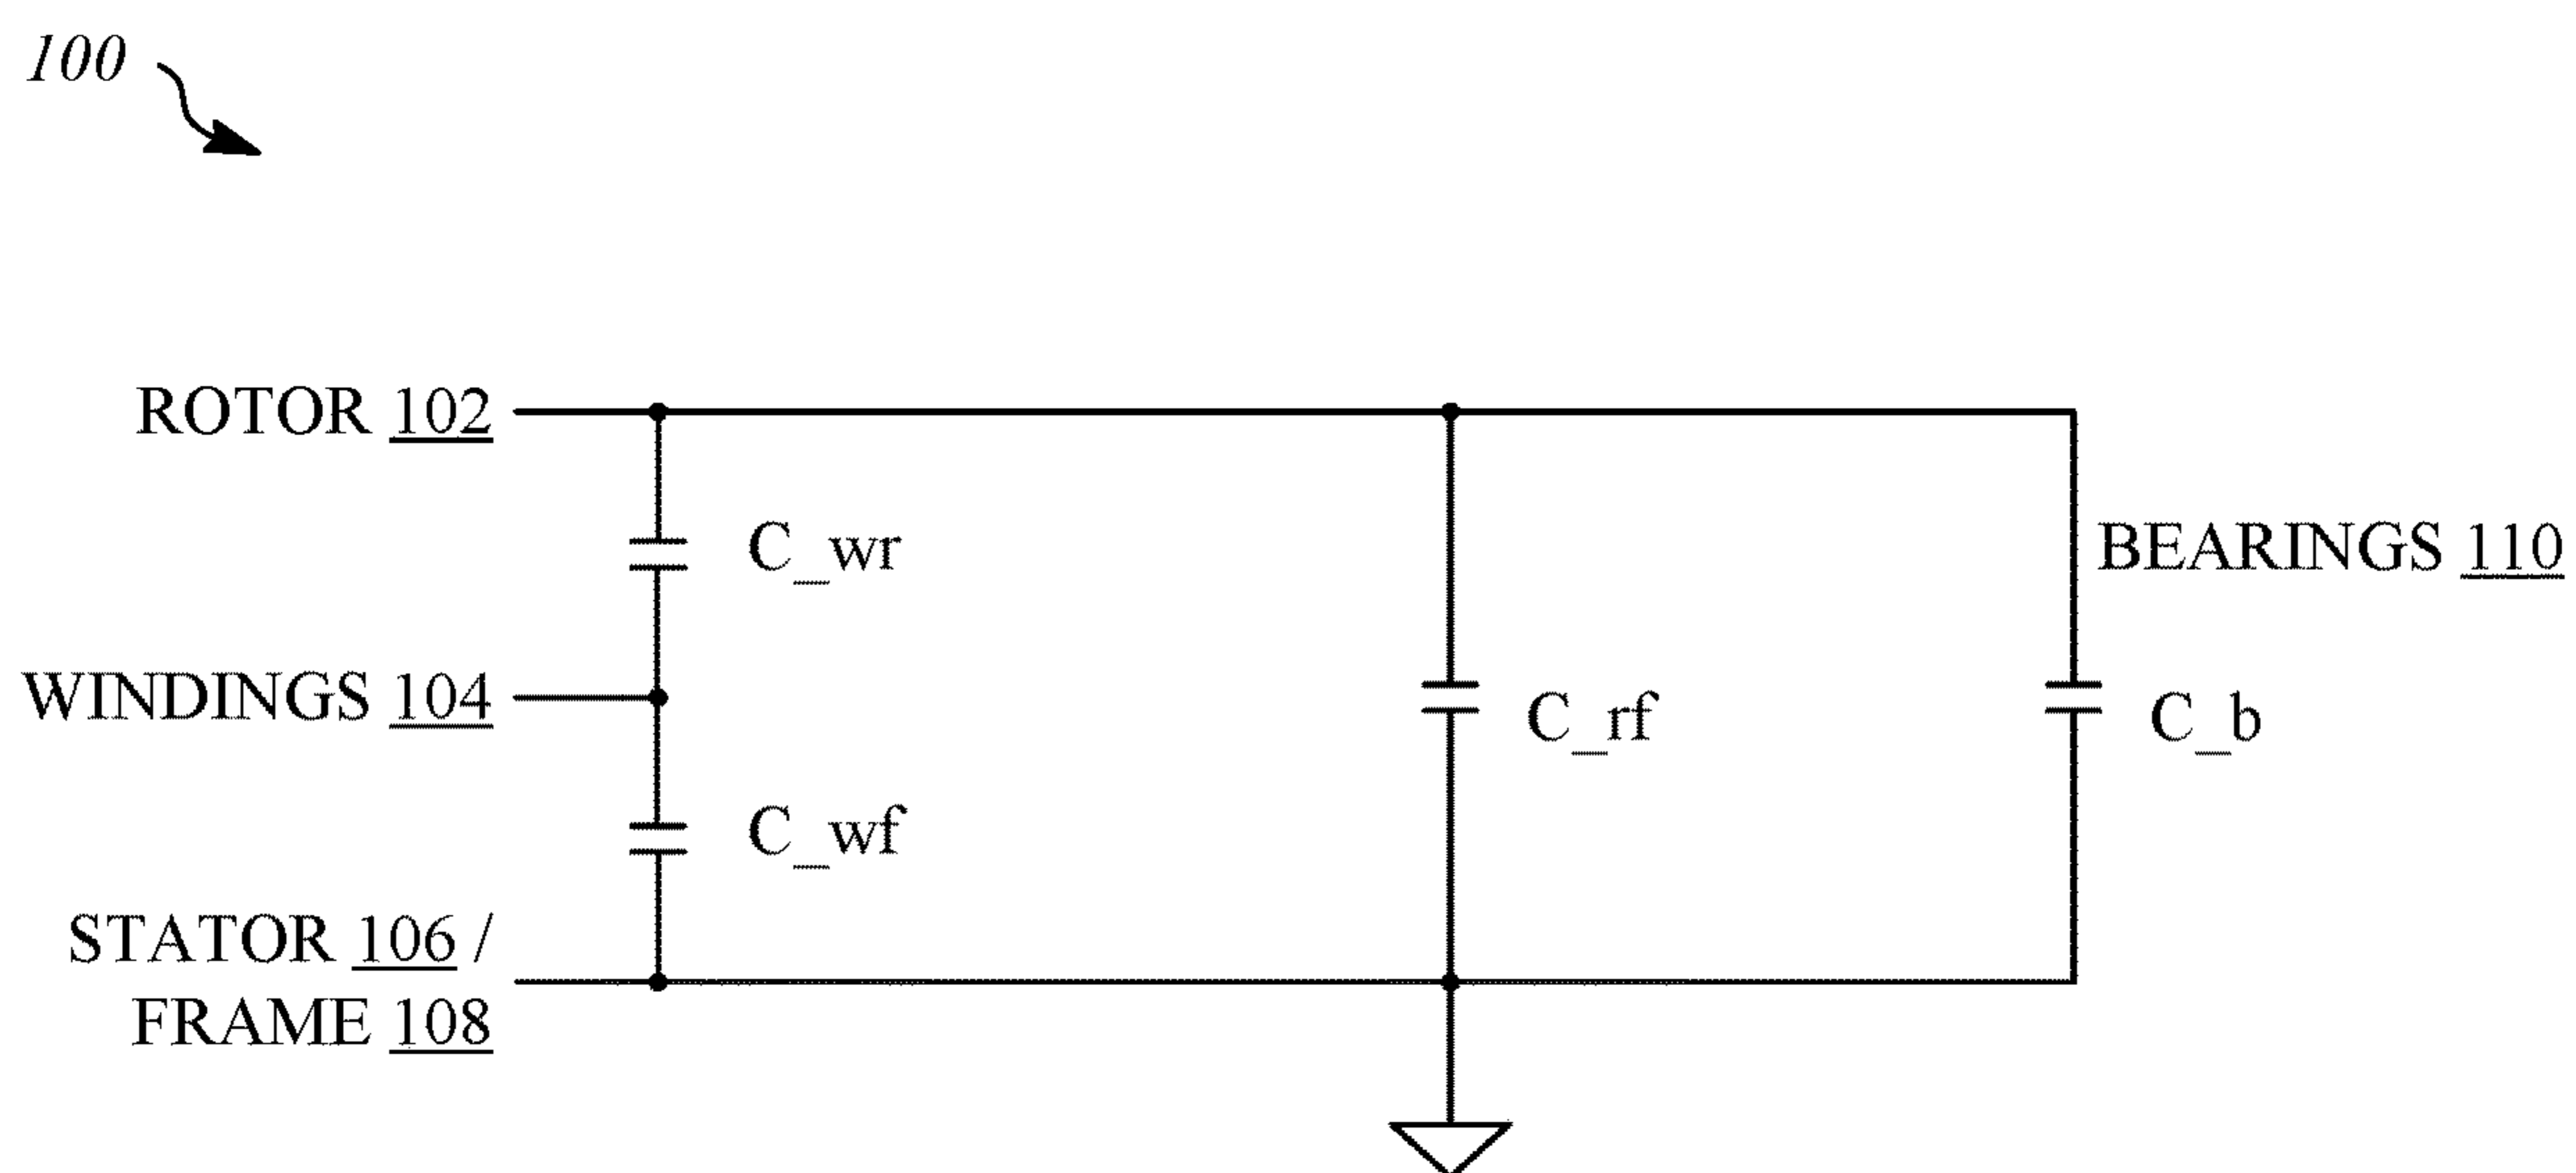 100
ROTOR 102
C_wr
BEARINGS 110
WINDINGS 104
C_rf
C_b
C_wf
STATOR 106 /
FRAME 108